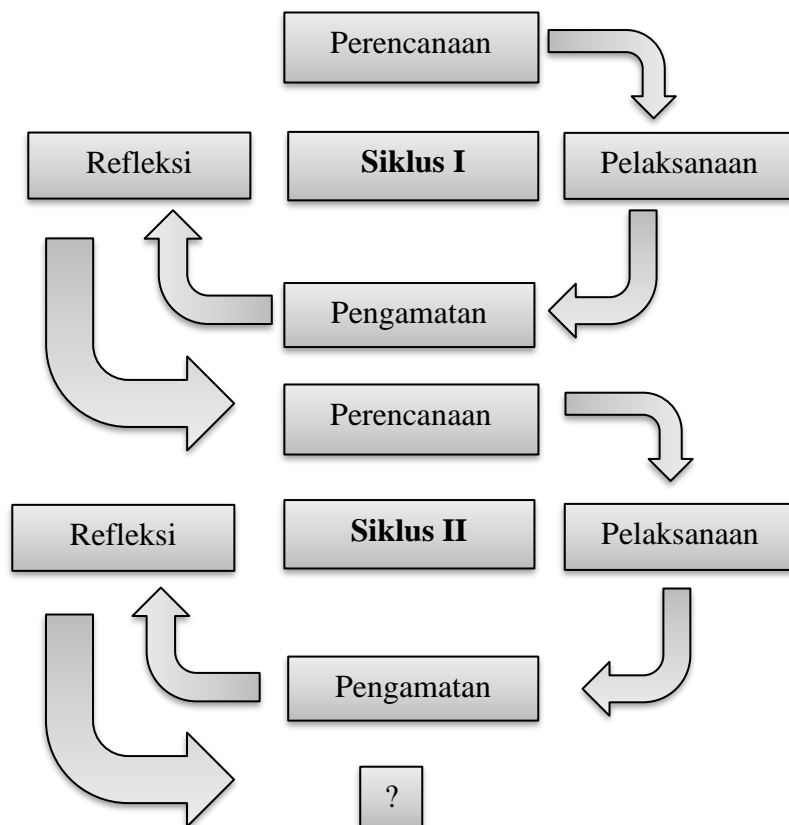 Perencanaan
Refleksi
Siklus I
Pelaksanaan
Pengamatan
Perencanaan
Refleksi
Siklus II
Pelaksanaan
Pengamatan
?